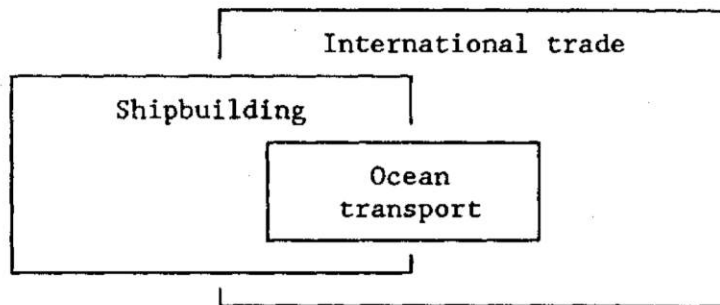 International trade
Shipbuilding
Ocean
transport